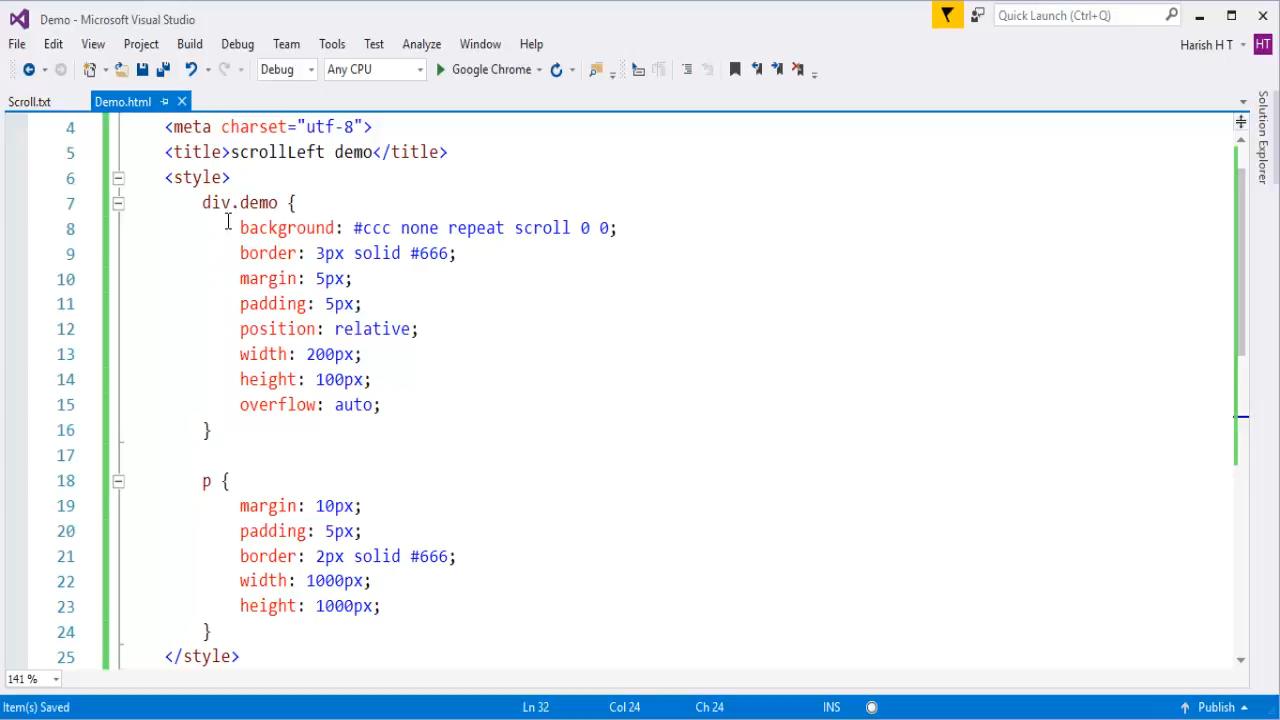 Demo - Microsoft Visual Studio
Quick Launch (Ctrl+Q)
File Edit View Project Build Debug Team Tools Test Analyze Window Help
Harish H T
HT
Debug
Any CPU
Google Chrome
Scroll.txt
Demo.html
Solution Explorer
4 <meta charset="utf-8">
5 <title>scrollLeft demo</title>
6 <style>
7 div.demo {
8 background: #ccc none repeat scroll 0 0;
9 border: 3px solid #666;
10 margin: 5px;
11 padding: 5px;
12 position: relative;
13 width: 200px;
14 height: 100px;
15 overflow: auto;
16 }
17
18 p {
19 margin: 10px;
20 padding: 5px;
21 border: 2px solid #666;
22 width: 1000px;
23 height: 1000px;
24 }
25 </style>
141 %
Item(s) Saved
Ln 32
Col 24
Ch 24
INS
Publish